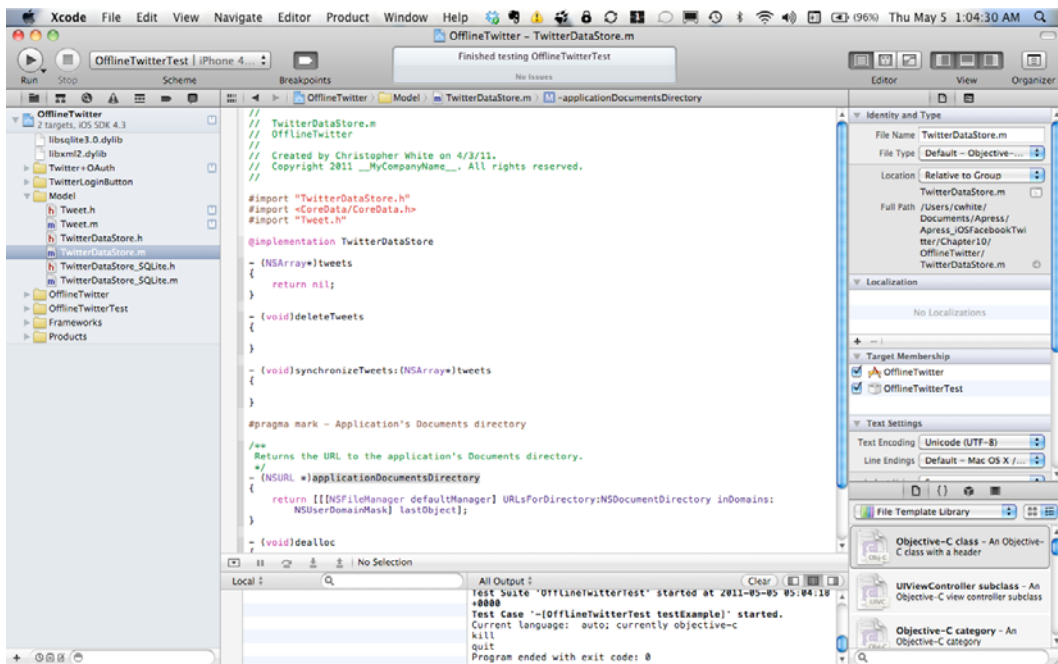 Xcode File Edit View Navigate Editor Product Window Help (96%) Thu May 5 1:04:30 AM
OfflineTwitter – TwitterDataStore.m
OfflineTwitterTest | iPhone 4...
Finished testing OfflineTwitterTest
No Issues
Run Stop Scheme Breakpoints Editor View Organizer
OfflineTwitter
2 targets, iOS SDK 4.3
libsqlite3.0.dylib
libxml2.dylib
Twitter+OAuth
TwitterLoginButton
Model
Tweet.h
Tweet.m
TwitterDataStore.h
TwitterDataStore.m
TwitterDataStore_SQLite.h
TwitterDataStore_SQLite.m
OfflineTwitter
OfflineTwitterTest
Frameworks
Products
OfflineTwitter Model TwitterDataStore.m -applicationDocumentsDirectory
//
// TwitterDataStore.m
// OfflineTwitter
//
// Created by Christopher White on 4/3/11.
// Copyright 2011 __MyCompanyName__. All rights reserved.
//
#import "TwitterDataStore.h"
#import <CoreData/CoreData.h>
#import "Tweet.h"
@implementation TwitterDataStore
- (NSArray*)tweets
{
return nil;
}
- (void)deleteTweets
{
}
- (void)synchronizeTweets:(NSArray*)tweets
{
}
#pragma mark - Application's Documents directory
/**
Returns the URL to the application's Documents directory.
*/
- (NSURL *)applicationDocumentsDirectory
{
return [[[NSFileManager defaultManager] URLsForDirectory:NSDocumentDirectory inDomains:
NSUserDomainMask] lastObject];
}
- (void)dealloc
{
No Selection
Local
All Output
Clear
Test Suite 'OfflineTwitterTest' started at 2011-05-05 05:04:18
+0000
Test Case '-[OfflineTwitterTest testExample]' started.
Current language: auto; currently objective-c
kill
quit
Program ended with exit code: 0
Identity and Type
File Name TwitterDataStore.m
File Type Default – Objective-...
Location Relative to Group
TwitterDataStore.m
Full Path /Users/cwhite/
Documents/Apress/
Apress_iOSFacebookTwi
tter/Chapter10/
OfflineTwitter/
TwitterDataStore.m
Localization
No Localizations
Target Membership
OfflineTwitter
OfflineTwitterTest
Text Settings
Text Encoding Unicode (UTF-8)
Line Endings Default – Mac OS X /...
File Template Library
Objective-C class – An Objective-
C class with a header
UIViewController subclass – An
Objective-C view controller subclass
Objective-C category – An
Objective-C category